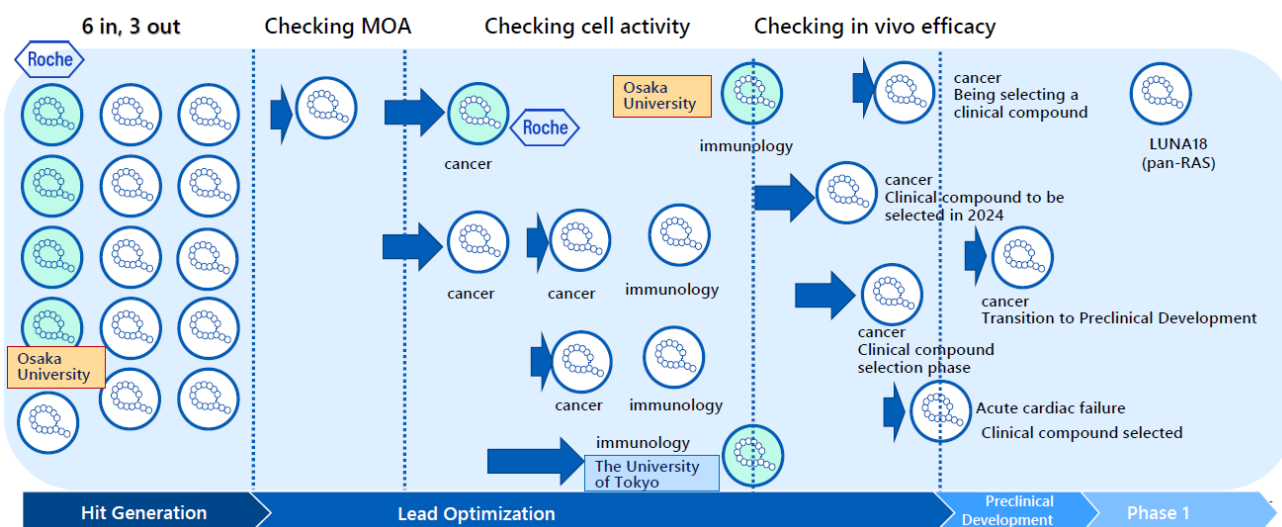 6 in, 3 out
Checking MOA
Checking cell activity
Checking in vivo efficacy
Roche
Osaka
University
cancer
Being selecting a
clinical compound
Roche
cancer
immunology
LUNA18
(pan-RAS)
cancer
Clinical compound to be
selected in 2024
cancer
cancer
immunology
cancer
Transition to Preclinical Development
cancer
Clinical compound
selection phase
Osaka
University
cancer
immunology
Acute cardiac failure
Clinical compound selected
immunology
The University
of Tokyo
Hit Generation
Lead Optimization
Preclinical
Development
Phase 1